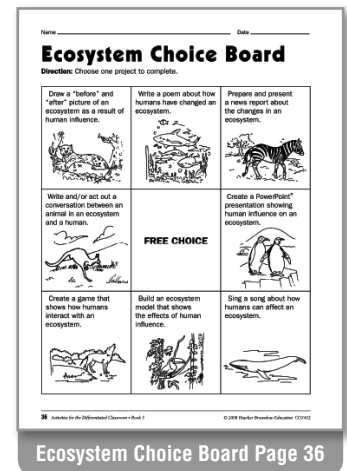 Name Date
Ecosystem Choice Board
Direction: Choose one project to complete.
Draw a "before" and
"after" picture of an
ecosystem as a result of
human influence.
Write a poem about how
humans have changed an
ecosystem.
Prepare and present
a news report about
the changes in an
ecosystem.
Write and/or act out a
conversation between an
animal in an ecosystem
and a human.
FREE CHOICE
Create a PowerPoint®
presentation showing
human influence on an
ecosystem.
Create a game that
shows how humans
interact with an
ecosystem.
Build an ecosystem
model that shows
the effects of human
influence.
Sing a song about how
humans can affect an
ecosystem.
36 Activities for the Differentiated Classroom • Book 5
Ecosystem Choice Board Page 36